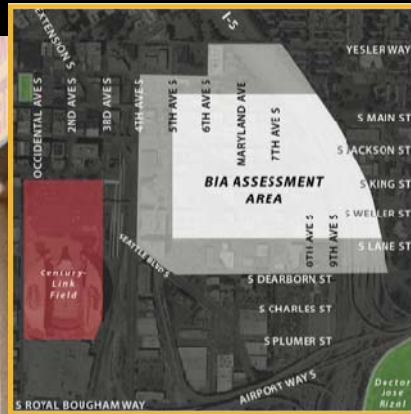 EXTENSION S
I-5
YESLER WAY
OCCIDENTAL AVE S
2ND AVE S
3RD AVE S
4TH AVE S
5TH AVE S
6TH AVE S
MARYLAND AVE
7TH AVE S
S MAIN ST
S JACKSON ST
BIA ASSESSMENT
AREA
S KING ST
S WELLER ST
8TH AVE S
9TH AVE S
S LANE ST
SEATTLE BLVD S
Century-
Link
Field
S DEARBORN ST
S CHARLES ST
S PLUMER ST
AIRPORT WAY S
Doctor
Jose
Rizal
S ROYAL BOUGHAM WAY